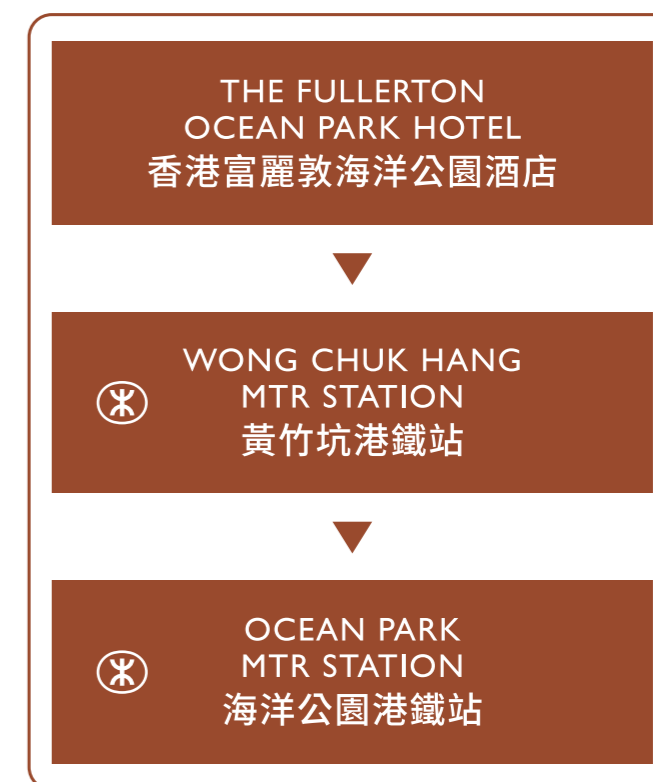 THE FULLERTON
OCEAN PARK HOTEL
香港富麗敦海洋公園酒店
WONG CHUK HANG
MTR STATION
黃竹坑港鐵站
OCEAN PARK
MTR STATION
海洋公園港鐵站